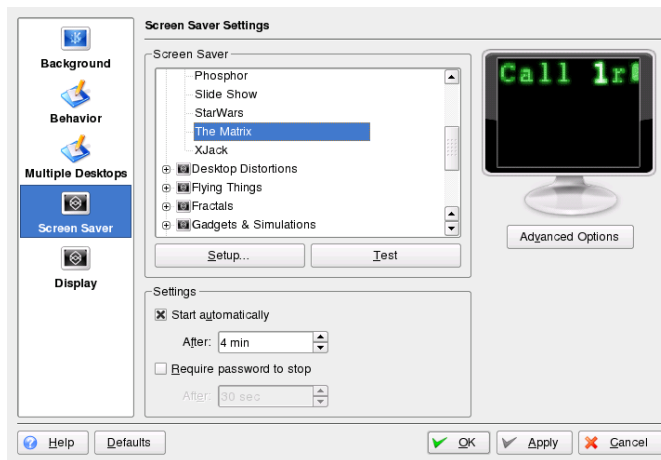 Screen Saver Settings
Background
Behavior
Multiple Desktops
Screen Saver
Display
Screen Saver
Phosphor
Slide Show
StarWars
The Matrix
XJack
Desktop Distortions
Flying Things
Fractals
Gadgets & Simulations
Setup...
Test
Call 1r
Advanced Options
Settings
Start automatically
After: 4 min
Require password to stop
After: 30 sec
Help
Defaults
OK
Apply
Cancel